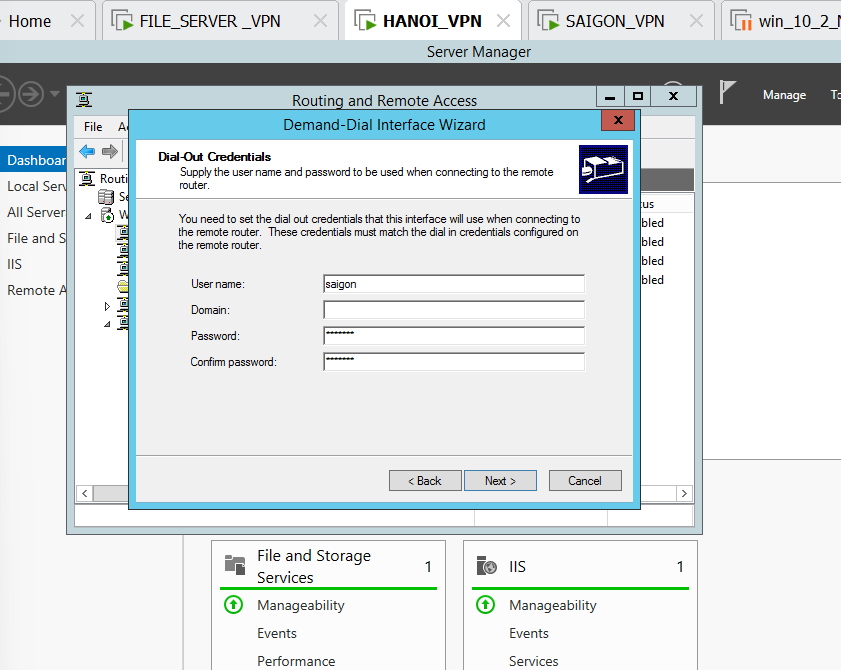 Home
FILE_SERVER _VPN
HANOI_VPN
SAIGON_VPN
win_10_2_
Server Manager
Manage
Routing and Remote Access
File
Demand-Dial Interface Wizard
Dial-Out Credentials
Supply the user name and password to be used when connecting to the remote
router.
Dashboar
Local Serv
All Server
File and S
IIS
Remote A
Routi
Se
W
tus
bled
bled
bled
bled
You need to set the dial out credentials that this interface will use when connecting to
the remote router. These credentials must match the dial in credentials configured on
the remote router.
User name:
saigon
Domain:
Password:
*******
Confirm password:
*******
< Back
Next >
Cancel
File and Storage
Services
1
IIS
1
Manageability
Events
Performance
Manageability
Events
Services